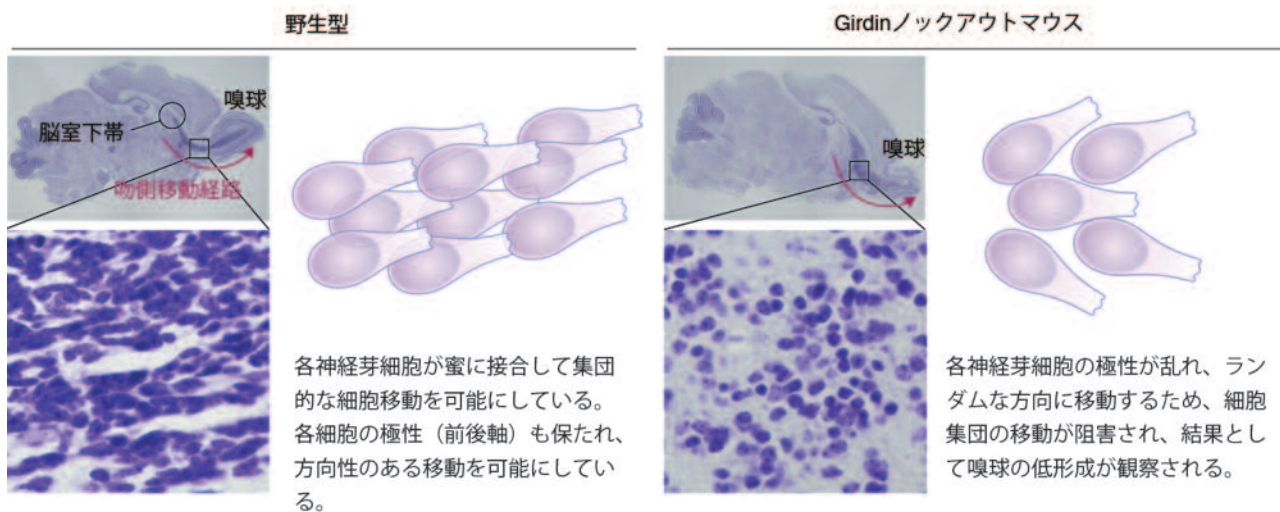 野生型
Girdinノックアウトマウス
嗅球
脳室下帯
吻側移動経路
嗅球
各神経芽細胞が蜜に接合して集団
的な細胞移動を可能にしている。
各細胞の極性（前後軸）も保たれ、
方向性のある移動を可能にしてい
る。
各神経芽細胞の極性が乱れ、ラン
ダムな方向に移動するため、細胞
集団の移動が阻害され、結果とし
て嗅球の低形成が観察される。